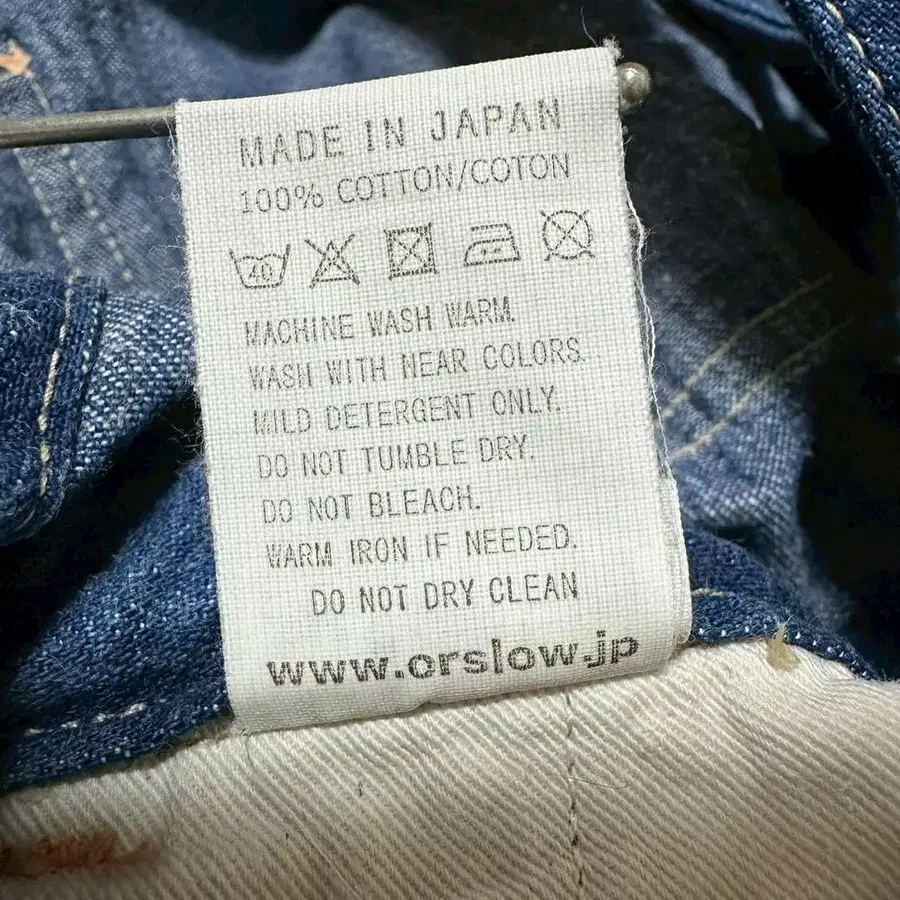 MADE IN JAPAN
100% COTTON/COTON
40
MACHINE WASH WARM.
WASH WITH NEAR COLORS.
MILD DETERGENT ONLY.
DO NOT TUMBLE DRY.
DO NOT BLEACH.
WARM IRON IF NEEDED.
DO NOT DRY CLEAN
www.orslow.jp